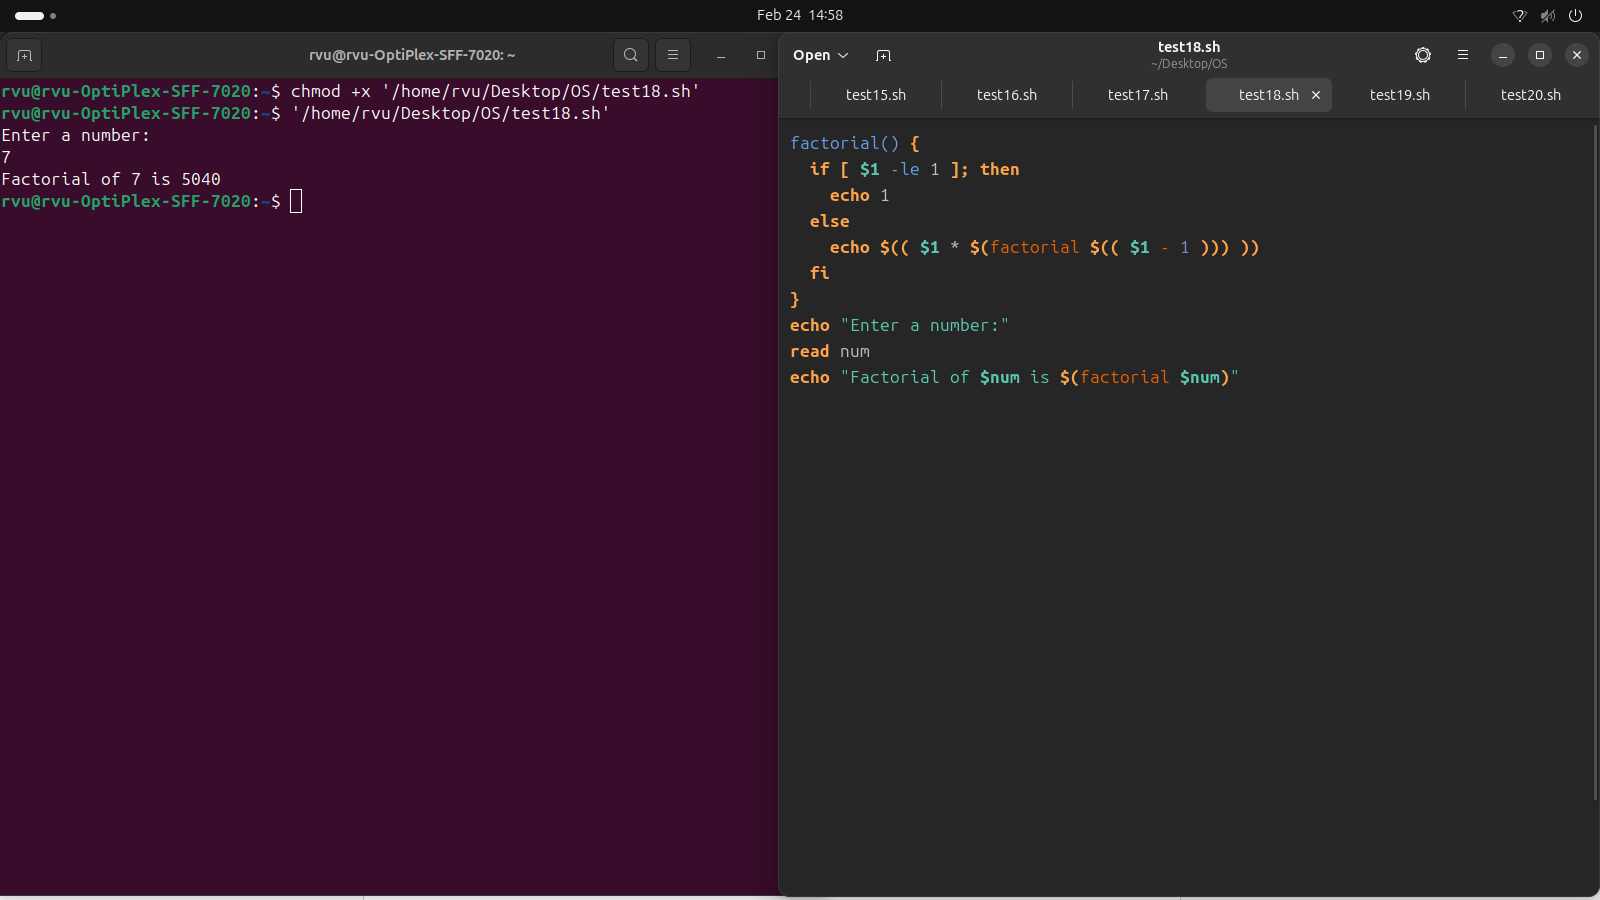 Feb 24 14:58
rvu@rvu-OptiPlex-SFF-7020: ~
rvu@rvu-OptiPlex-SFF-7020:~$ chmod +x '/home/rvu/Desktop/OS/test18.sh'
rvu@rvu-OptiPlex-SFF-7020:~$ '/home/rvu/Desktop/OS/test18.sh'
Enter a number:
7
Factorial of 7 is 5040
rvu@rvu-OptiPlex-SFF-7020:~$
Open
test18.sh
~/Desktop/OS
test15.sh test16.sh test17.sh test18.sh test19.sh test20.sh
factorial() {
  if [ $1 -le 1 ]; then
    echo 1
  else
    echo $(( $1 * $(factorial $(( $1 - 1 ))) ))
  fi
}
echo "Enter a number:"
read num
echo "Factorial of $num is $(factorial $num)"